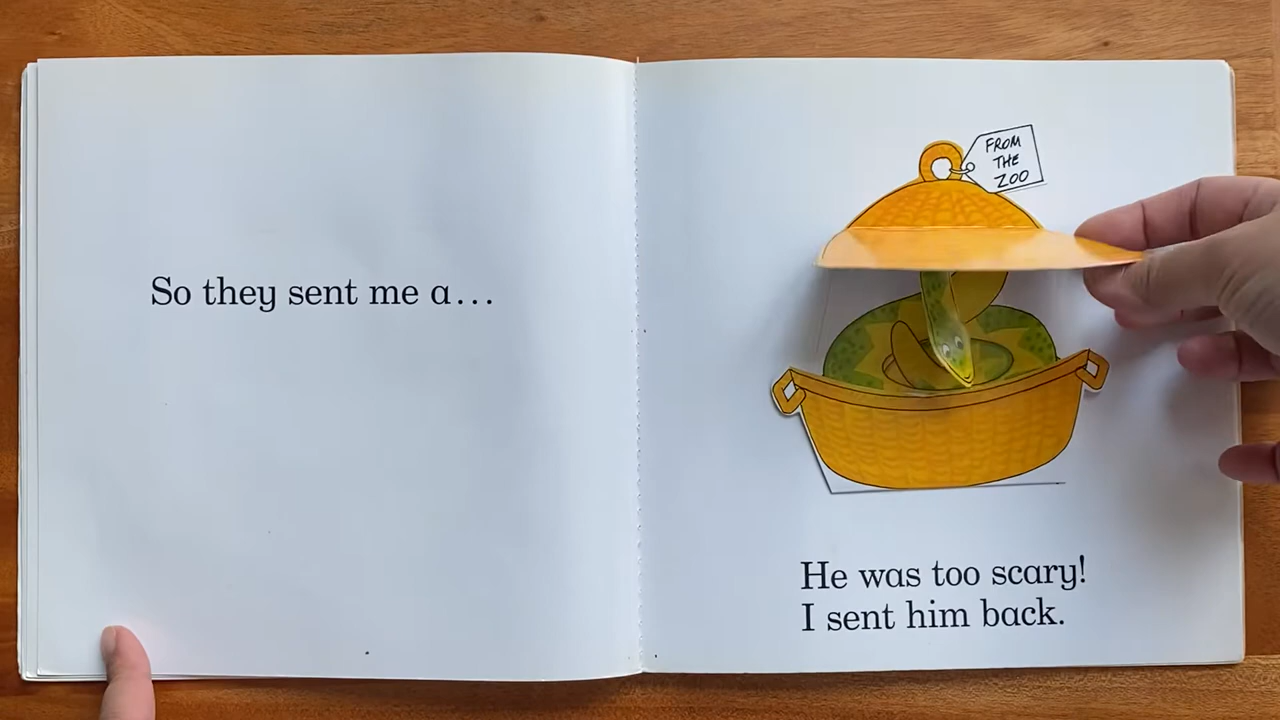 So they sent me a...
FROM
THE
ZOO
He was too scary!
I sent him back.